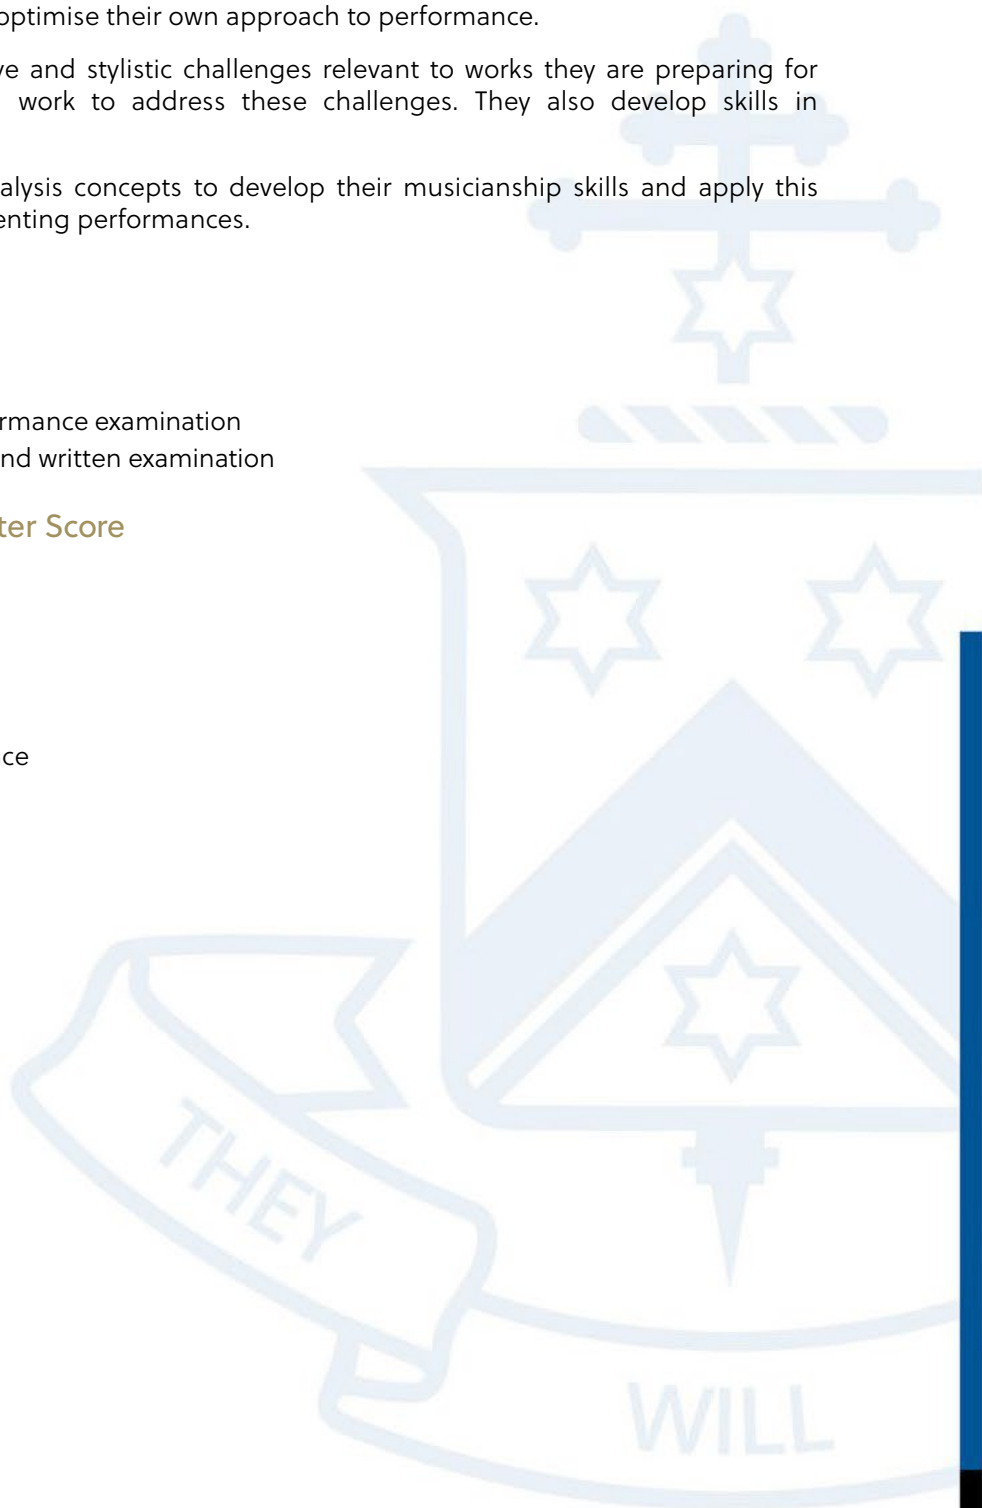 optimise their own approach to performance.
ve and stylistic challenges relevant to works they are preparing for
work to address these challenges. They also develop skills in
alysis concepts to develop their musicianship skills and apply this
enting performances.
rmance examination
nd written examination
ter Score
ce
THEY
WILL